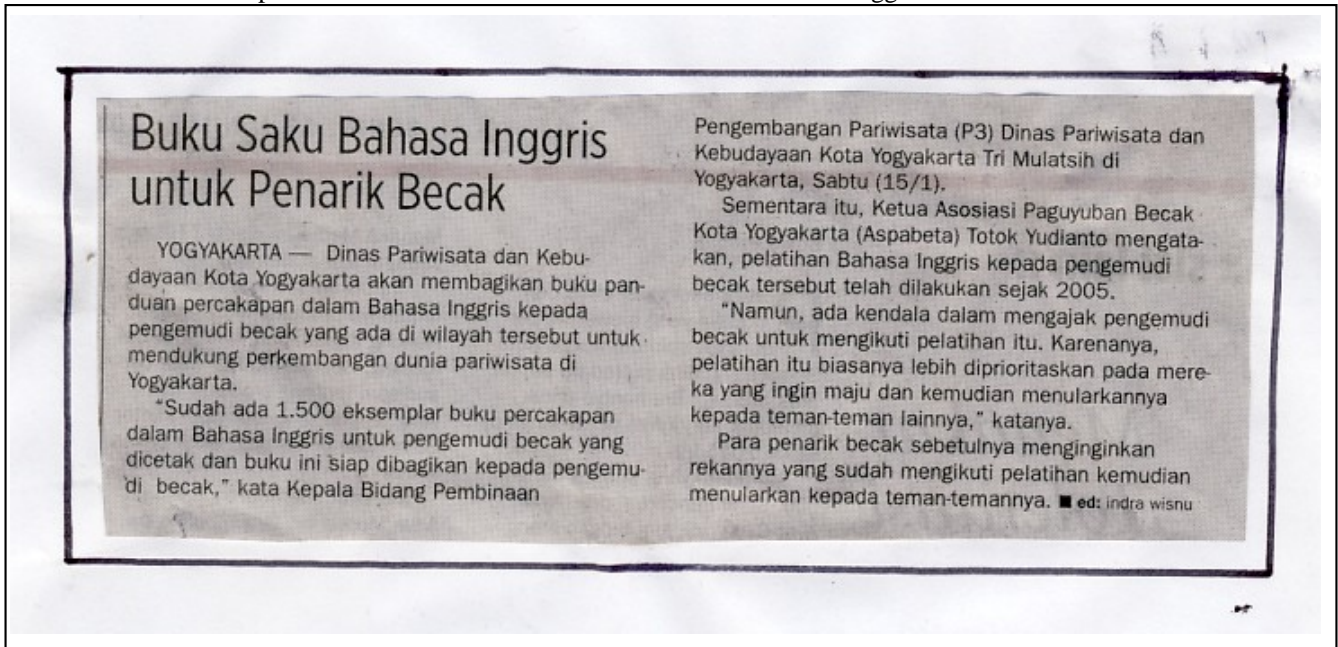 Buku Saku Bahasa Inggris
untuk Penarik Becak
YOGYAKARTA — Dinas Pariwisata dan Kebu-
dayaan Kota Yogyakarta akan membagikan buku pan-
duan percakapan dalam Bahasa Inggris kepada
pengemudi becak yang ada di wilayah tersebut untuk
mendukung perkembangan dunia pariwisata di
Yogyakarta.
"Sudah ada 1.500 eksemplar buku percakapan
dalam Bahasa Inggris untuk pengemudi becak yang
dicetak dan buku ini siap dibagikan kepada pengemu-
di becak," kata Kepala Bidang Pembinaan
Pengembangan Pariwisata (P3) Dinas Pariwisata dan
Kebudayaan Kota Yogyakarta Tri Mulatsih di
Yogyakarta, Sabtu (15/1).
Sementara itu, Ketua Asosiasi Paguyuban Becak
Kota Yogyakarta (Aspabeta) Totok Yudianto mengata-
kan, pelatihan Bahasa Inggris kepada pengemudi
becak tersebut telah dilakukan sejak 2005.
"Namun, ada kendala dalam mengajak pengemudi
becak untuk mengikuti pelatihan itu. Karenanya,
pelatihan itu biasanya lebih diprioritaskan pada mere-
ka yang ingin maju dan kemudian menularkannya
kepada teman-teman lainnya," katanya.
Para penarik becak sebetulnya menginginkan
rekannya yang sudah mengikuti pelatihan kemudian
menularkan kepada teman-temannya. ■ ed: indra wisnu